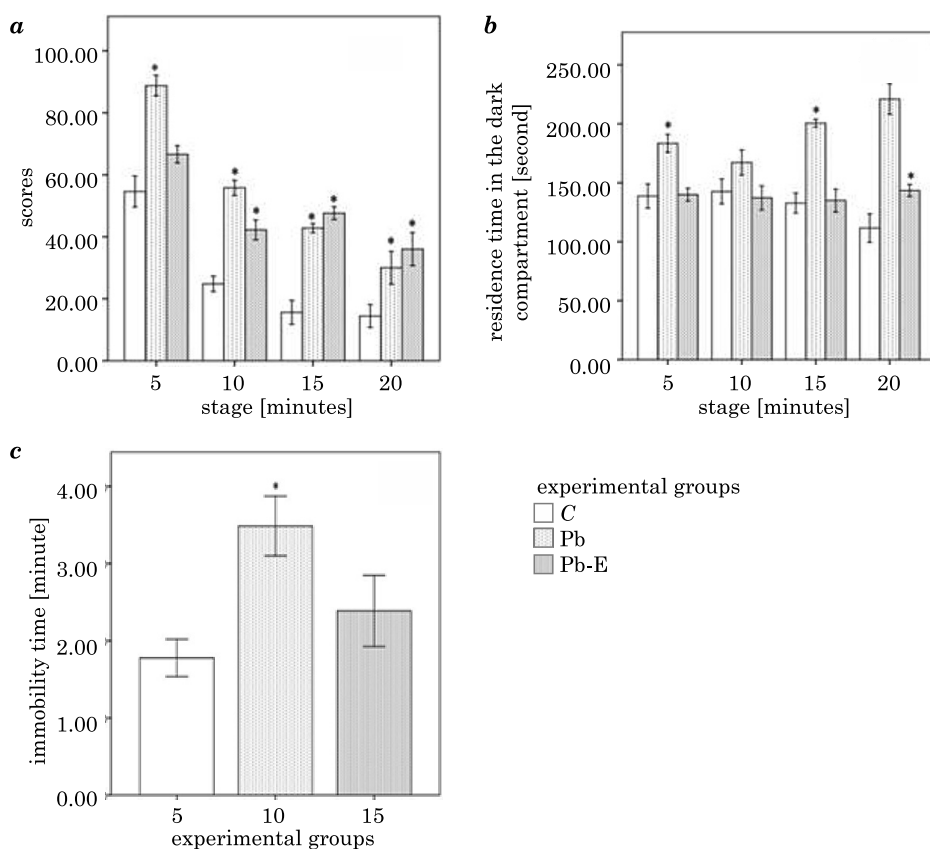 a
100.00
80.00
60.00
40.00
20.00
0.00
scores
* * * * * * *
5 10 15 20
stage [minutes]
b
250.00
200.00
150.00
100.00
50.00
0.00
residence time in the dark
compartment [second]
* * *
5 10 15 20
stage [minutes]
c
4.00
3.00
2.00
1.00
0.00
immobility time [minute]
*
5 10 15
experimental groups
experimental groups
C
Pb
Pb-E